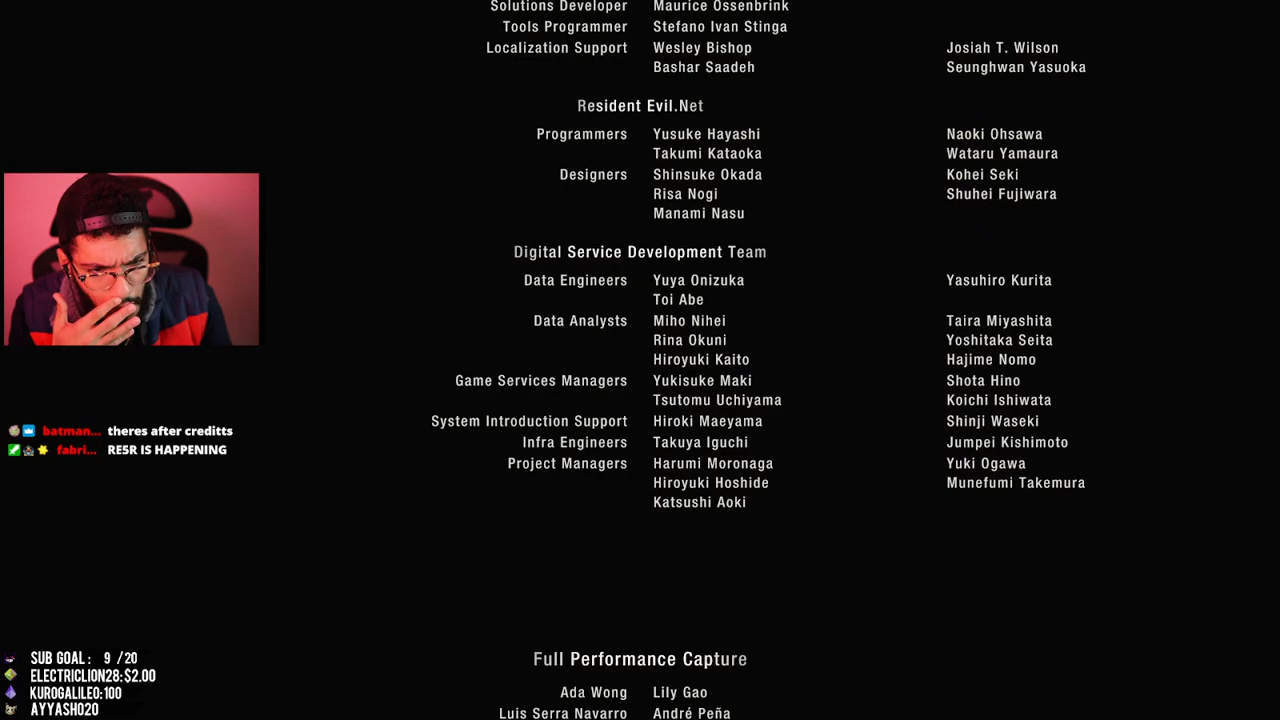 Solutions Developer Maurice Ossenbrink
Tools Programmer Stefano Ivan Stinga
Localization Support Wesley Bishop Josiah T. Wilson
Bashar Saadeh Seunghwan Yasuoka
Resident Evil.Net
Programmers Yusuke Hayashi Naoki Ohsawa
Takumi Kataoka Wataru Yamaura
Designers Shinsuke Okada Kohei Seki
Risa Nogi Shuhei Fujiwara
Manami Nasu
Digital Service Development Team
Data Engineers Yuya Onizuka Yasuhiro Kurita
Toi Abe
Data Analysts Miho Nihei Taira Miyashita
Rina Okuni Yoshitaka Seita
Hiroyuki Kaito Hajime Nomo
Game Services Managers Yukisuke Maki Shota Hino
Tsutomu Uchiyama Koichi Ishiwata
System Introduction Support Hiroki Maeyama Shinji Waseki
Infra Engineers Takuya Iguchi Jumpei Kishimoto
Project Managers Harumi Moronaga Yuki Ogawa
Hiroyuki Hoshide Munefumi Takemura
Katsushi Aoki
Full Performance Capture
Ada Wong Lily Gao
Luis Serra Navarro André Peña
batman... theres after creditts
fabri... RE5R IS HAPPENING
SUB GOAL: 9 /20
ELECTRICLION28:$2.00
KUROGALILEO:100
AYYASH020